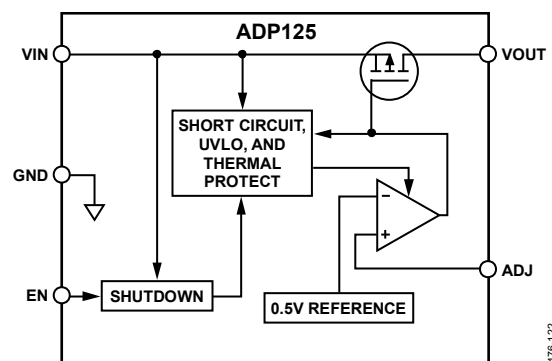 ADP125
VIN
VOUT
SHORT CIRCUIT,
UVLO, AND
THERMAL
PROTECT
GND
−
+
ADJ
EN
SHUTDOWN
0.5V REFERENCE